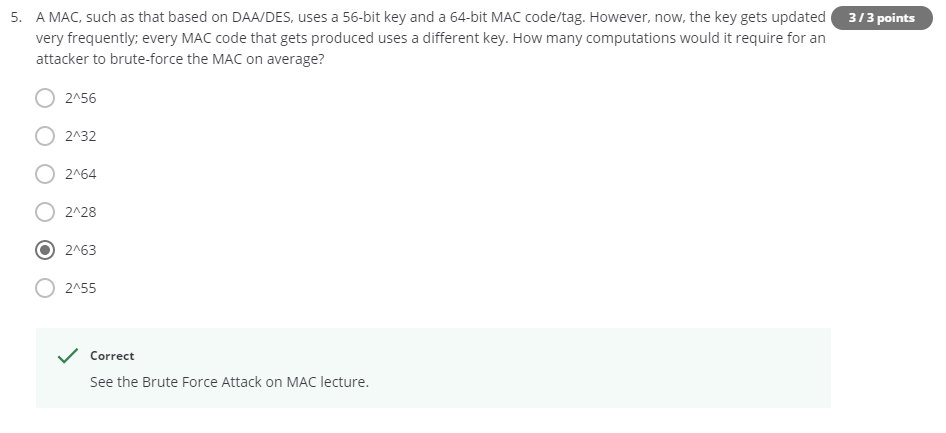 5. A MAC, such as that based on DAA/DES, uses a 56-bit key and a 64-bit MAC code/tag. However, now, the key gets updated 3 / 3 points
very frequently; every MAC code that gets produced uses a different key. How many computations would it require for an
attacker to brute-force the MAC on average?
2^56
2^32
2^64
2^28
2^63
2^55
Correct
See the Brute Force Attack on MAC lecture.